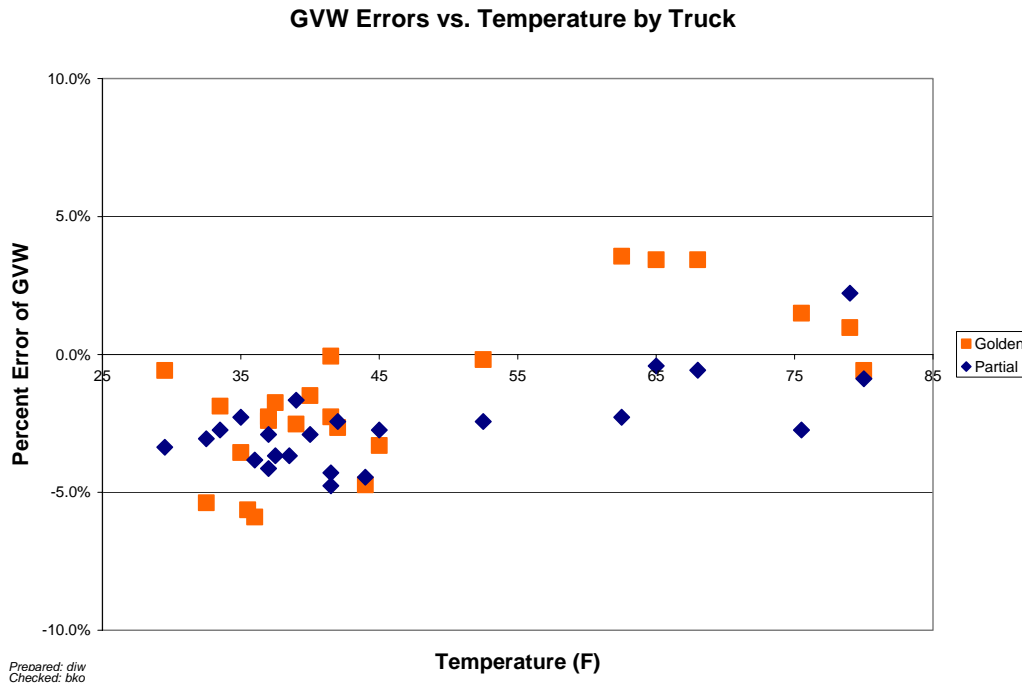 GVW Errors vs. Temperature by Truck
10.0%
5.0%
0.0%
-5.0%
-10.0%
25 35 45 55 65 75 85
Percent Error of GVW
Temperature (F)
Golden
Partial
Prepared: djw
Checked: bko